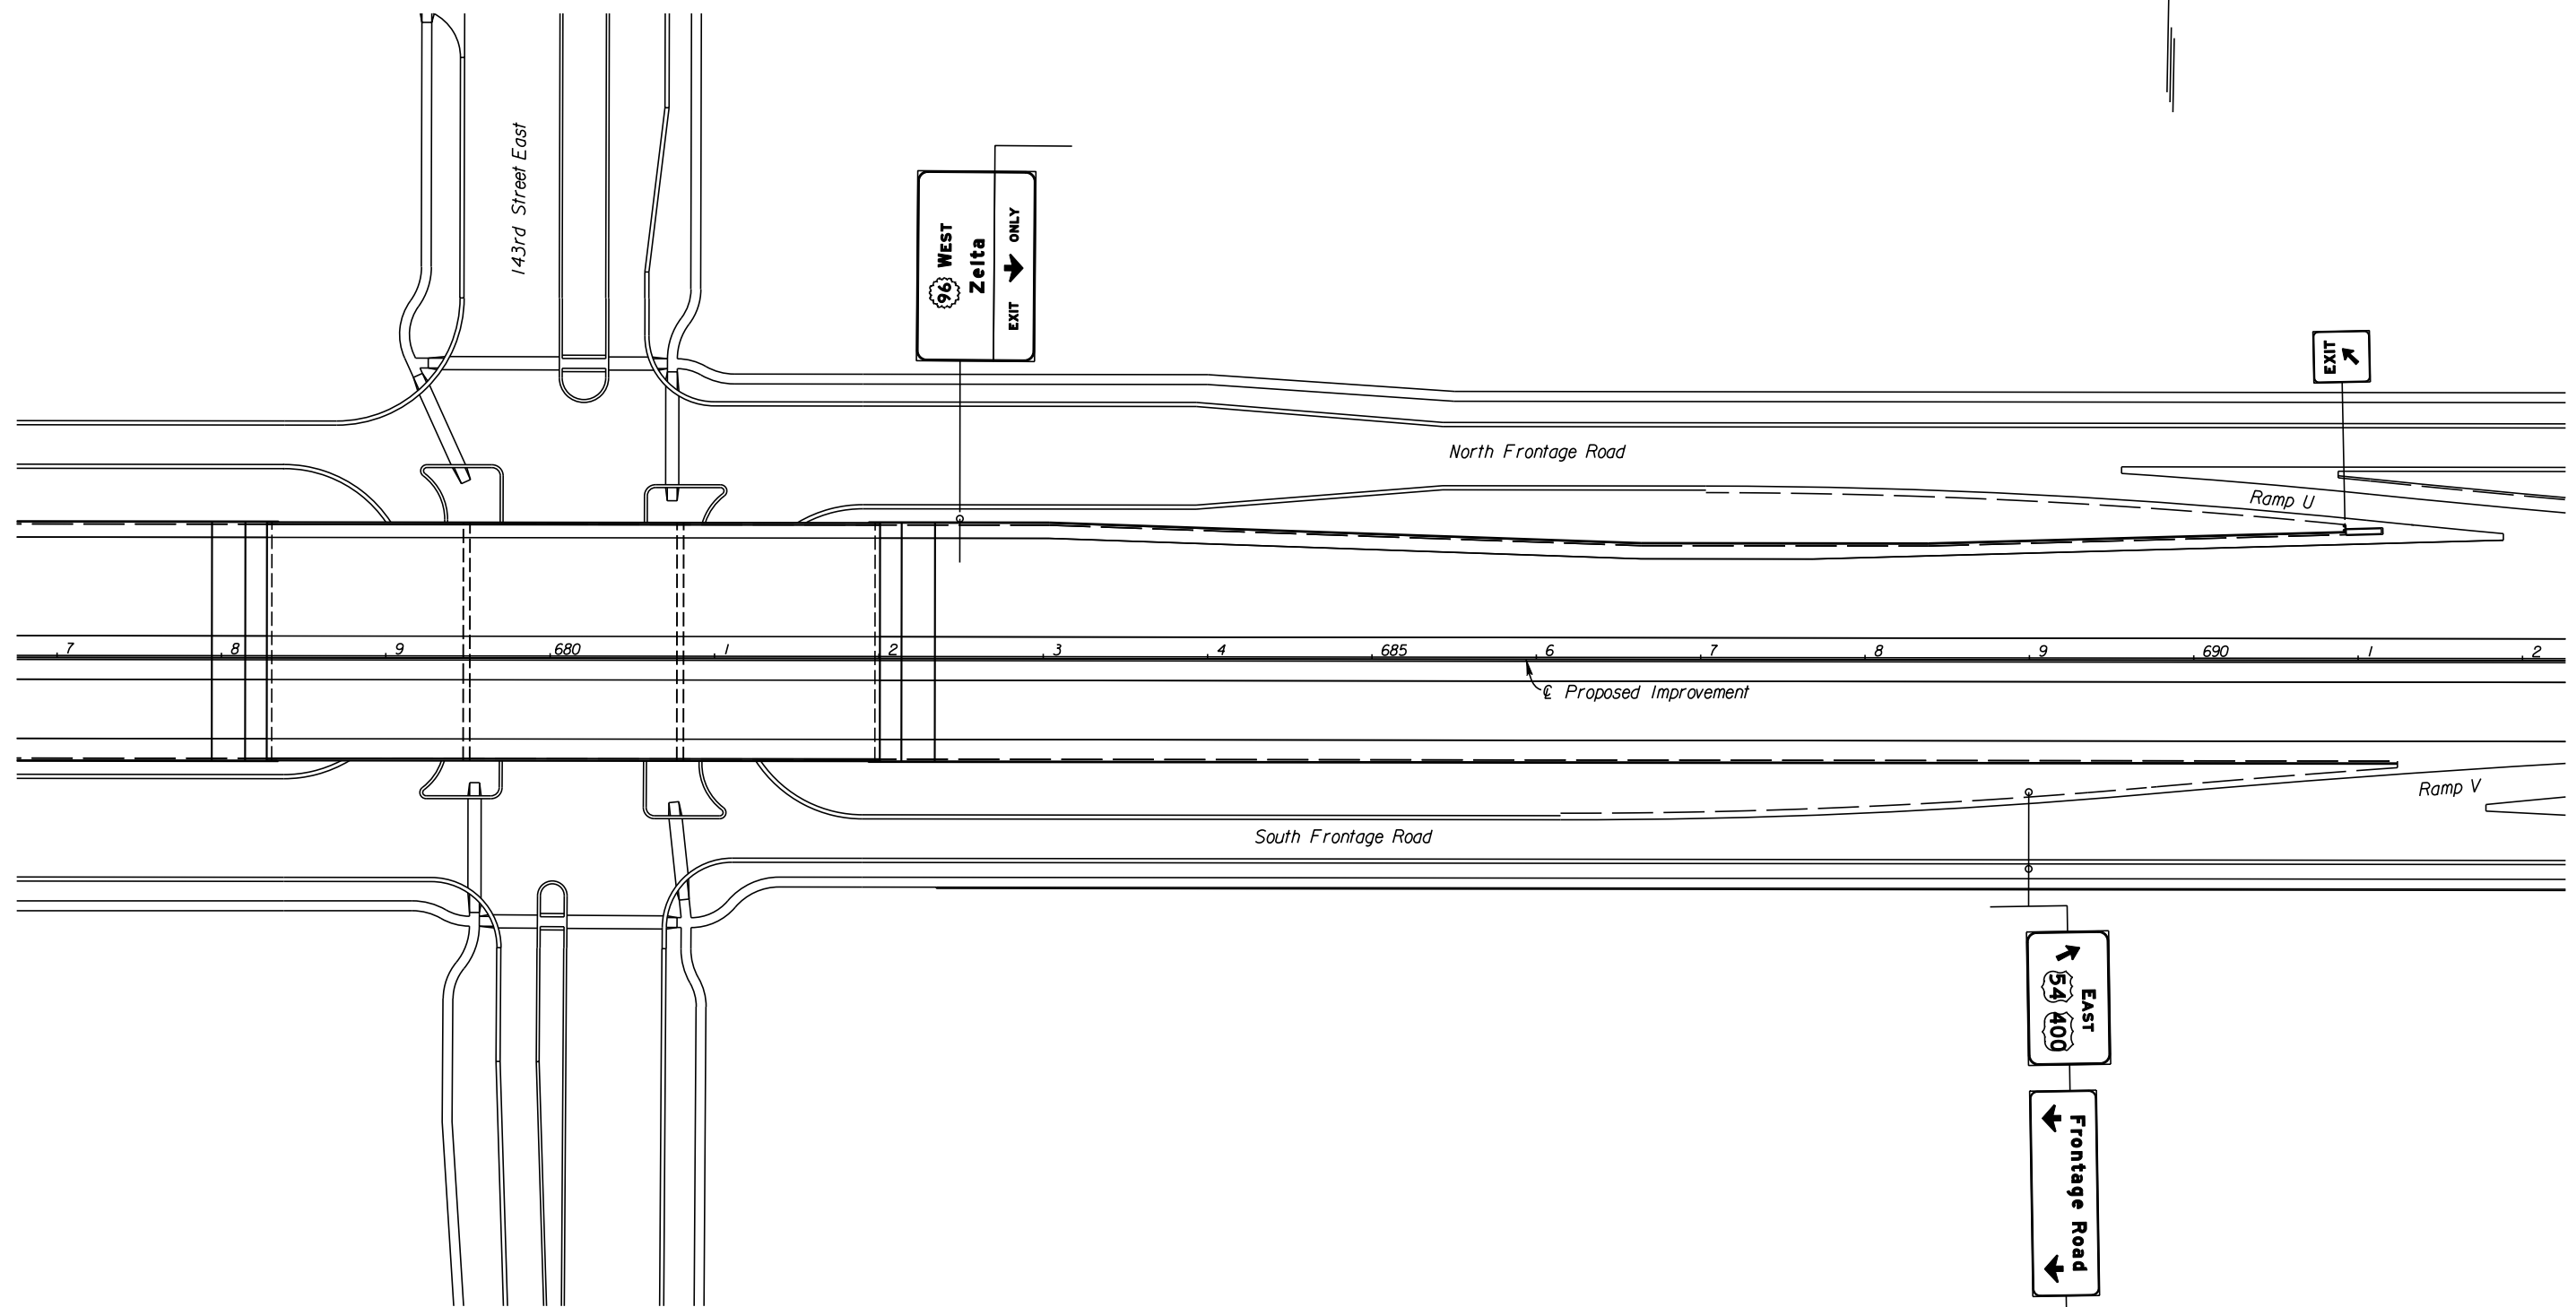 143rd Street East
96 WEST
Zelta
EXIT ONLY
EXIT
North Frontage Road
Ramp U
7 8 9 680 1 2 3 4 685 6 7 8 9 690 1 2
℄ Proposed Improvement
Ramp V
South Frontage Road
EAST
54 400
Frontage Road